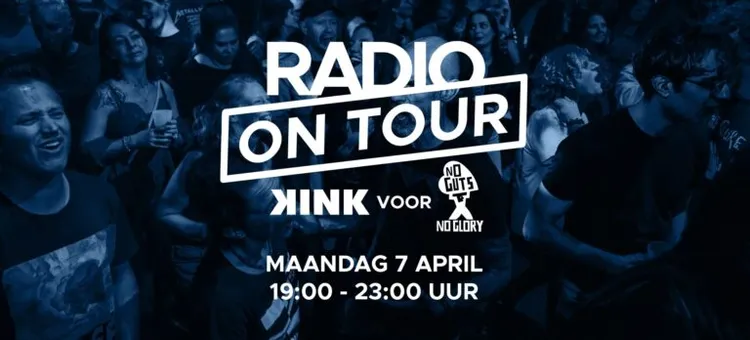 RADIO
ON TOUR
KINK VOOR
NO
GUTS
NO GLORY
MAANDAG 7 APRIL
19:00 - 23:00 UUR